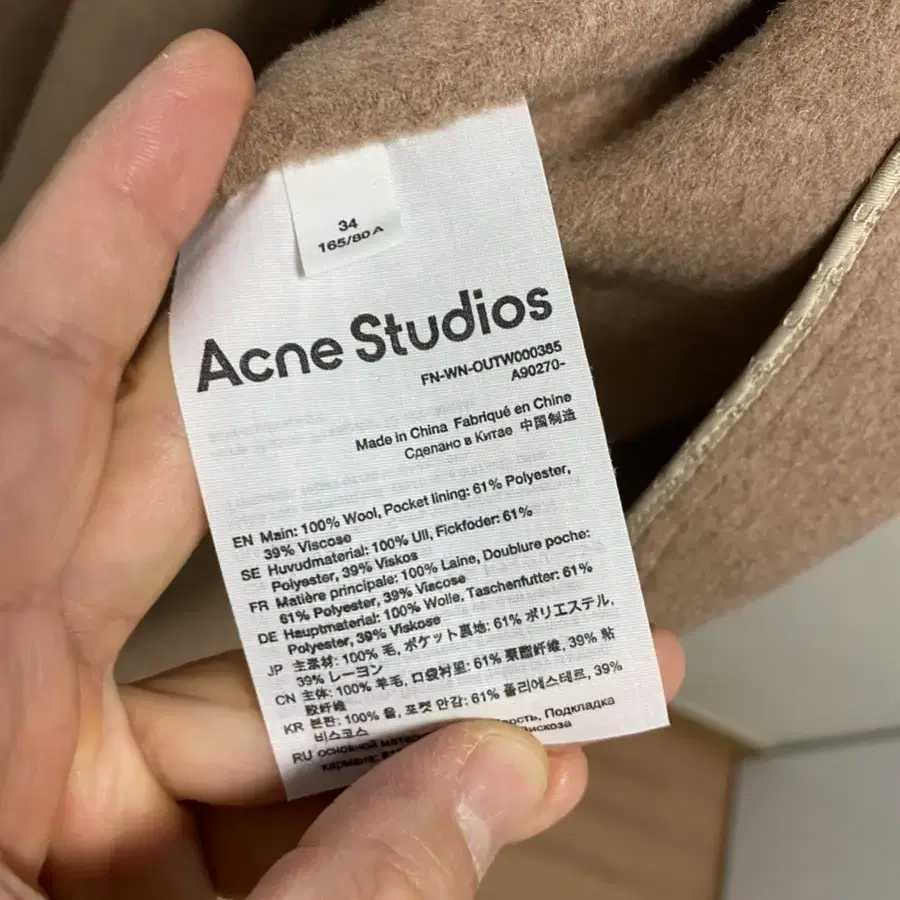 34
165/80A
Acne Studios
FN-WN-OUTW000385
A90270-
Made in China Fabriqué en Chine
Сделано в Китае 中国制造
EN Main: 100% Wool, Pocket lining: 61% Polyester,
39% Viscose
SE Huvudmaterial: 100% Ull, Fickfoder: 61%
Polyester, 39% Viskos
FR Matière principale: 100% Laine, Doublure poche:
61% Polyester, 39% Viscose
DE Hauptmaterial: 100% Wolle, Taschenfutter: 61%
Polyester, 39% Viskose
JP 主素材: 100% 毛, ポケット裏地: 61% ポリエステル,
39% レーヨン
CN 主体: 100% 羊毛, 口袋衬里: 61% 聚酯纤维, 39% 粘
胶纤维
KR 본판: 100% 울, 포켓 안감: 61% 폴리에스테르, 39%
비스코스
RU основной Подкладка